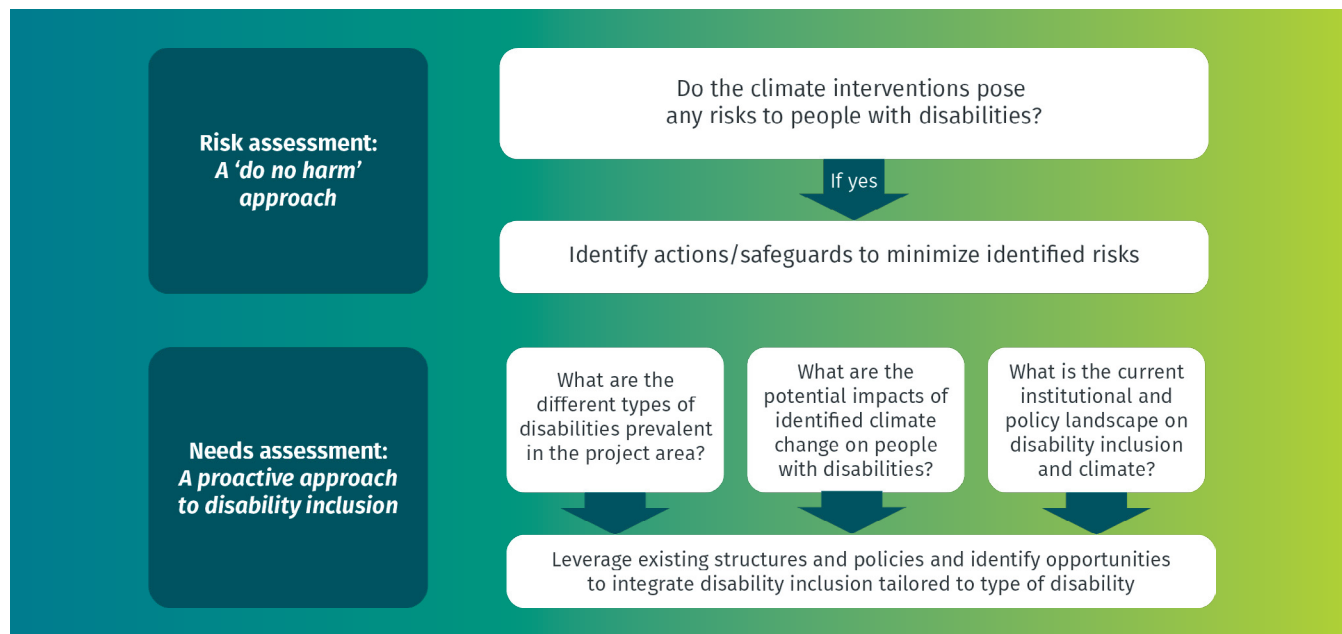 Risk assessment:
A ‘do no harm’
approach
Do the climate interventions pose
any risks to people with disabilities?
If yes
Identify actions/safeguards to minimize identified risks
Needs assessment:
A proactive approach
to disability inclusion
What are the
different types of
disabilities prevalent
in the project area?
What are the
potential impacts of
identified climate
change on people
with disabilities?
What is the current
institutional and
policy landscape on
disability inclusion
and climate?
Leverage existing structures and policies and identify opportunities
to integrate disability inclusion tailored to type of disability